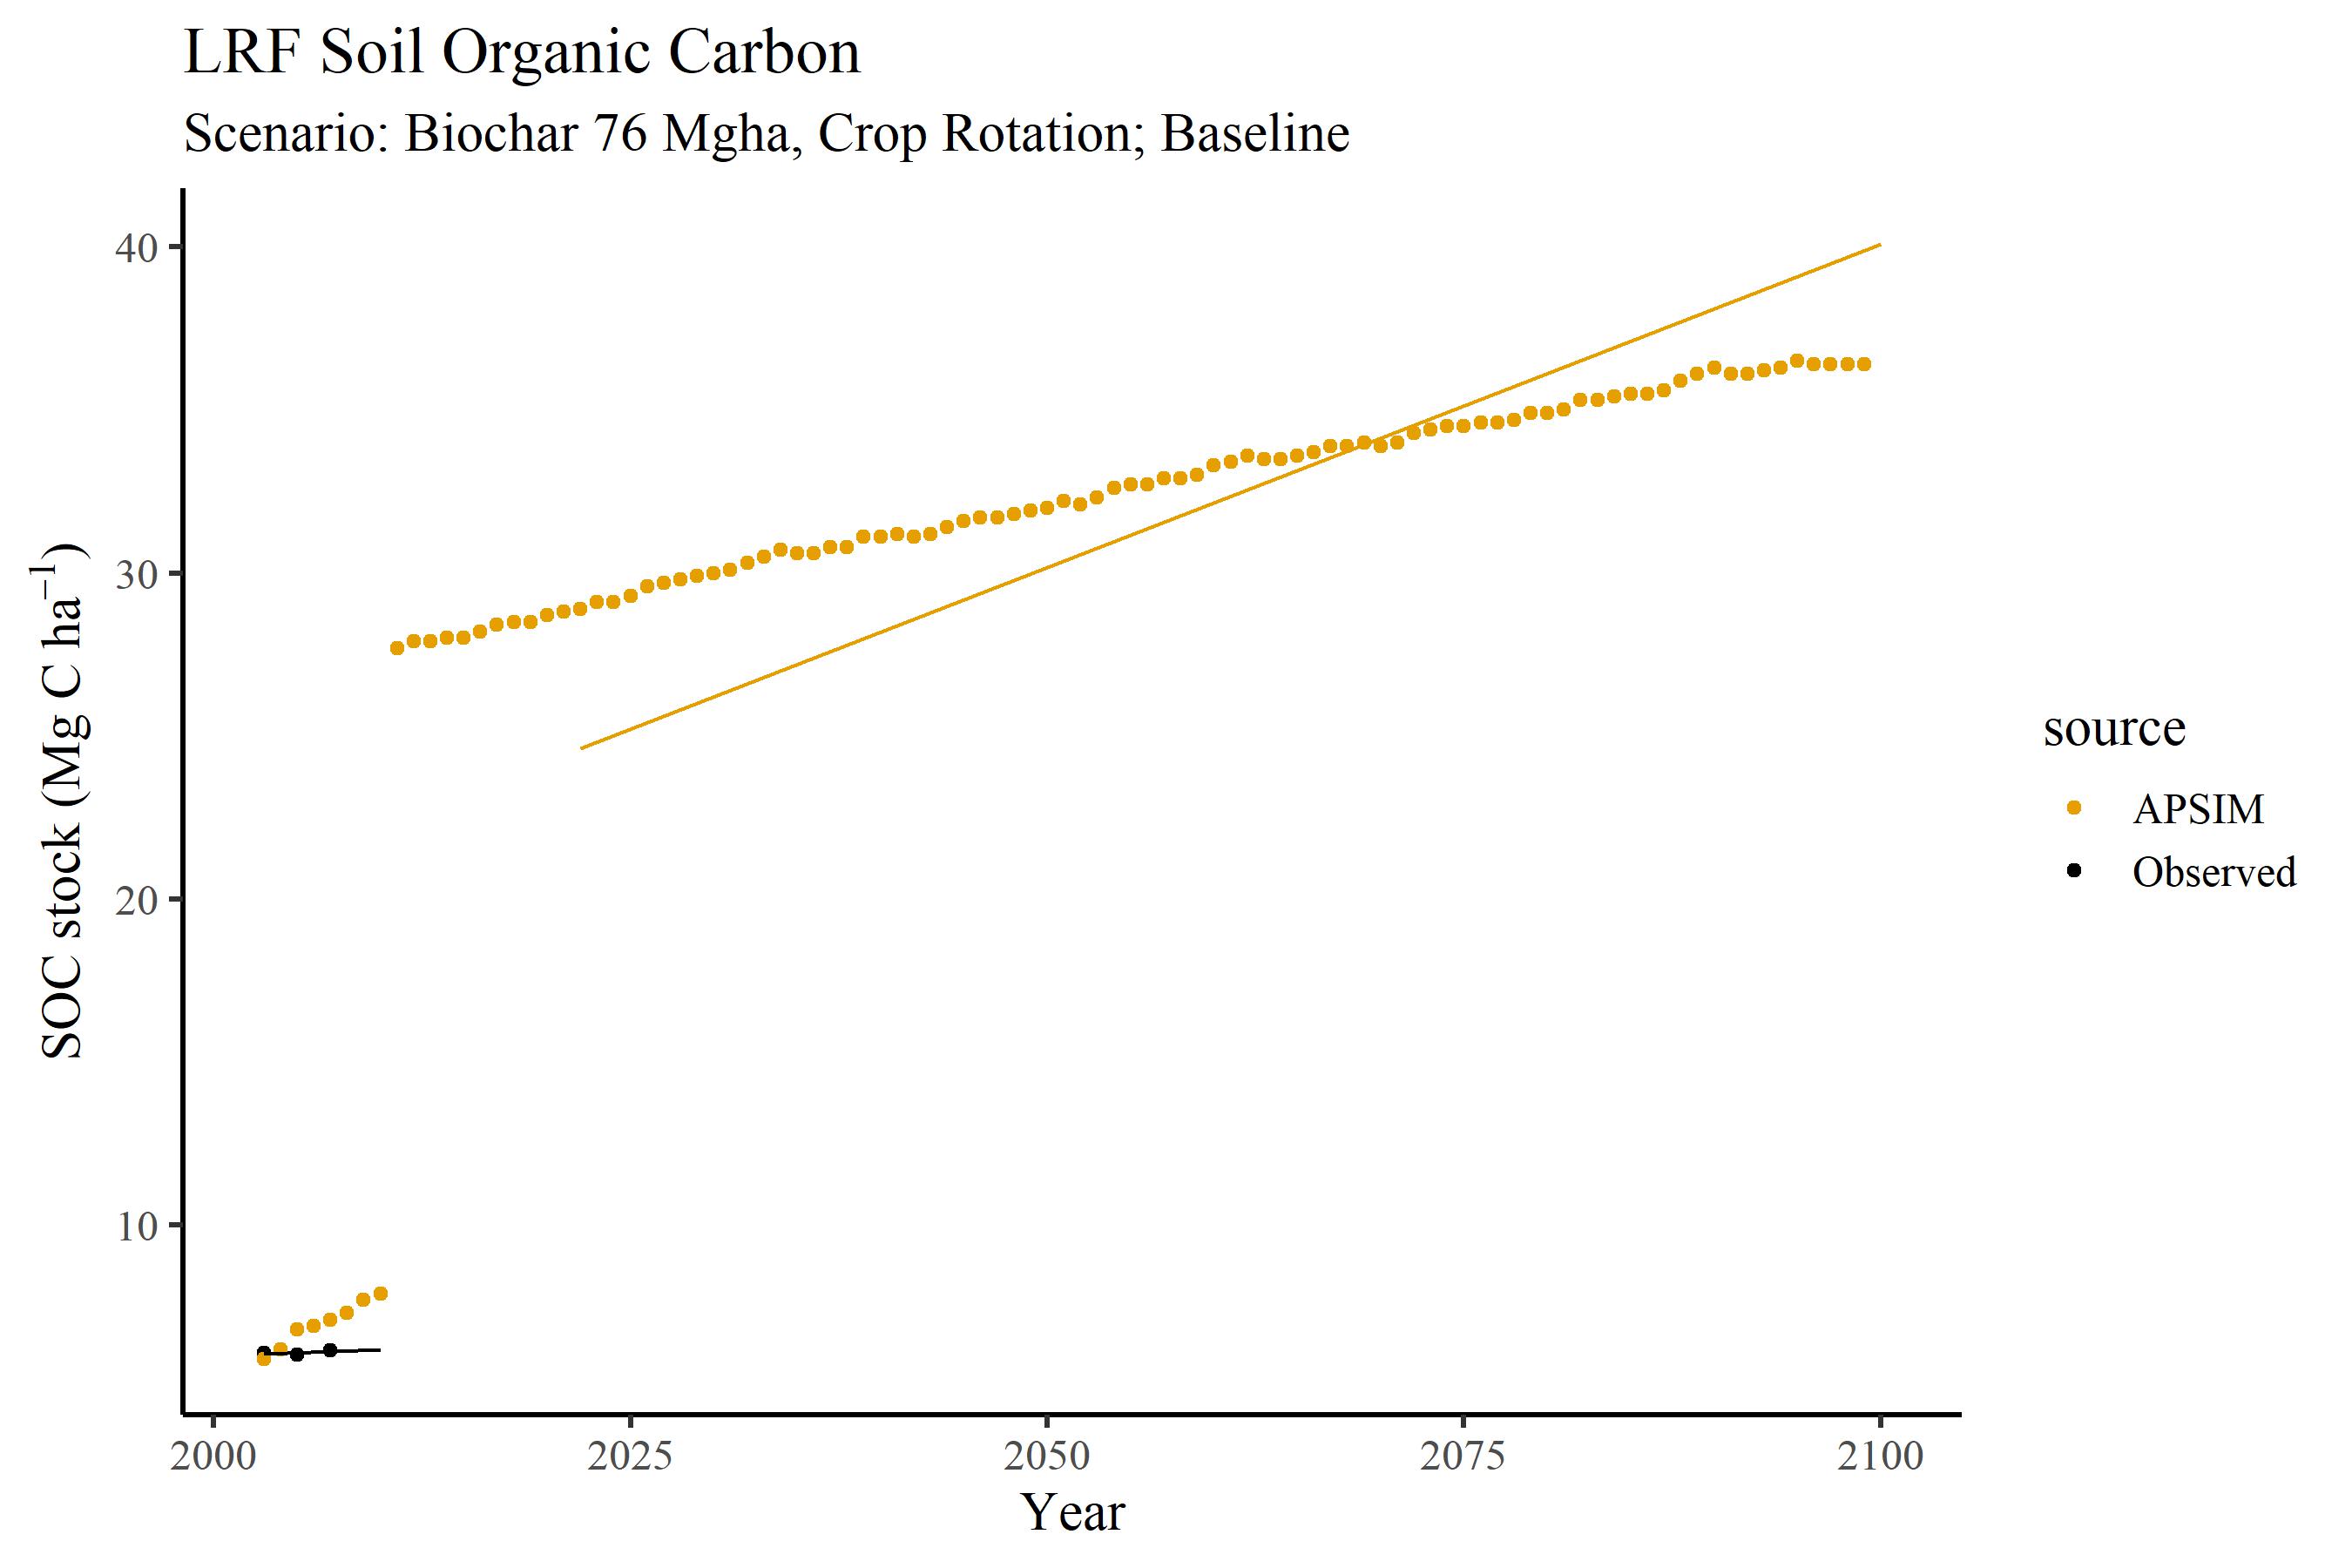 LRF Soil Organic Carbon
Scenario: Biochar 76 Mgha, Crop Rotation; Baseline
SOC stock (Mg C ha⁻¹)
40
30
20
10
2000 2025 2050 2075 2100
Year
source
APSIM
Observed